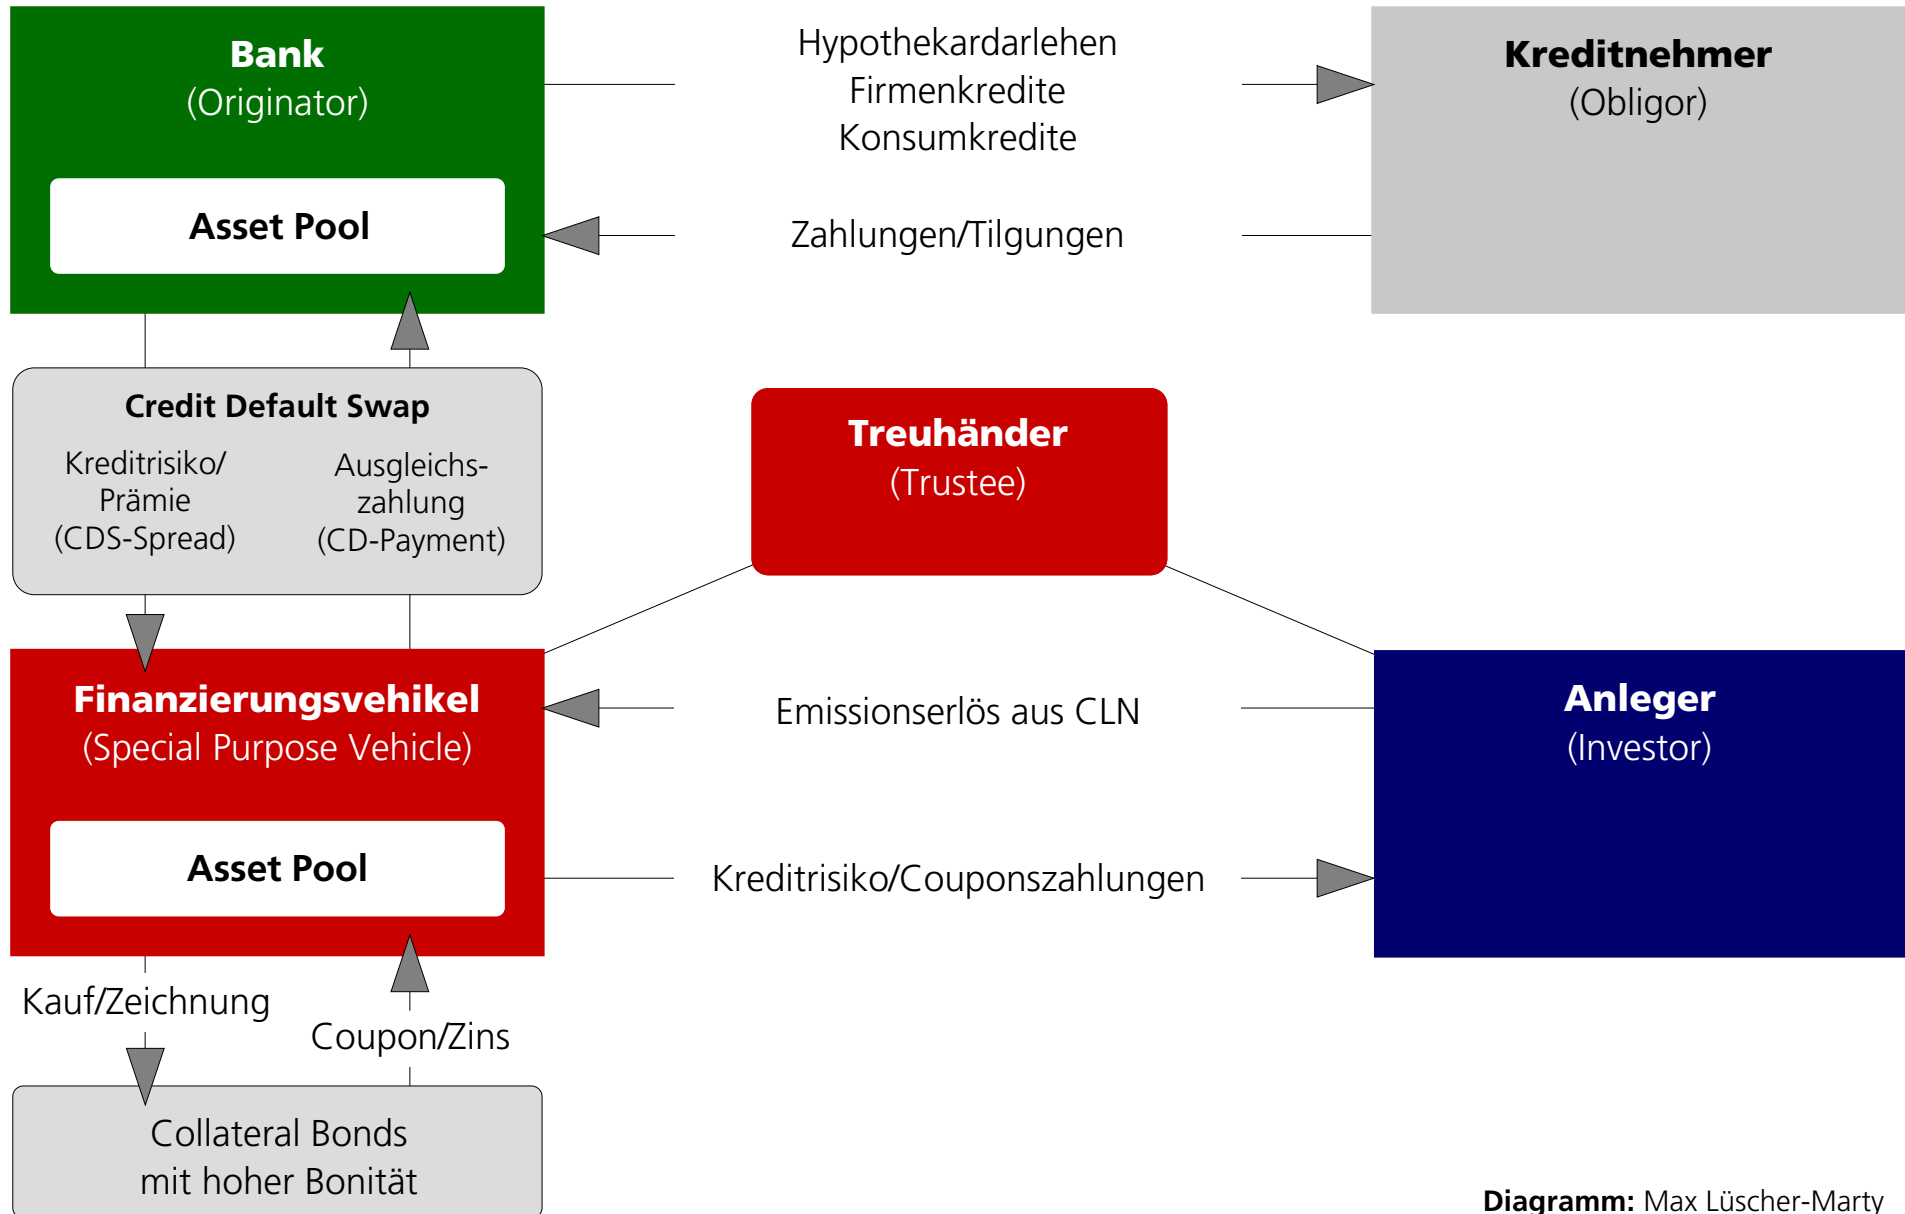 Bank
(Originator)
Asset Pool
Hypothekardarlehen
Firmenkredite
Konsumkredite
Zahlungen/Tilgungen
Kreditnehmer
(Obligor)
Credit Default Swap
Kreditrisiko/
Prämie
(CDS-Spread)
Ausgleichs-
zahlung
(CD-Payment)
Treuhänder
(Trustee)
Finanzierungsvehikel
(Special Purpose Vehicle)
Asset Pool
Emissionserlös aus CLN
Kreditrisiko/Couponszahlungen
Anleger
(Investor)
Kauf/Zeichnung
Coupon/Zins
Collateral Bonds
mit hoher Bonität
Diagramm: Max Lüscher-Marty